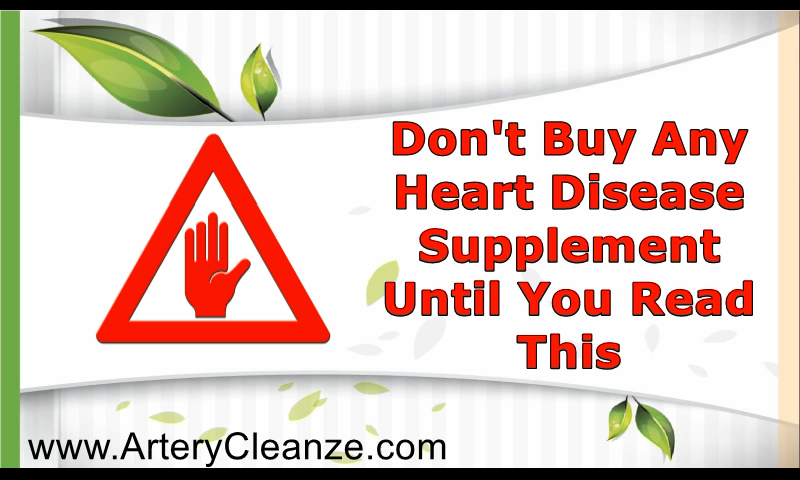 Don't Buy Any
Heart Disease
Supplement
Until You Read
This
www.ArteryCleanze.com